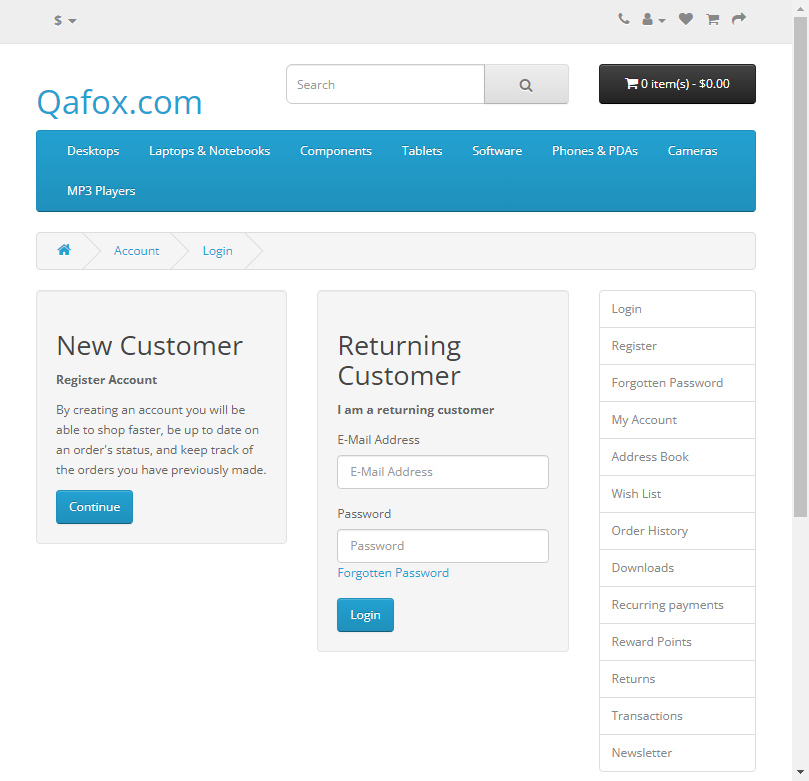 $
Qafox.com
Search
0 item(s) - $0.00
Desktops
Laptops & Notebooks
Components
Tablets
Software
Phones & PDAs
Cameras
MP3 Players
Account
Login
New Customer
Register Account
By creating an account you will be
able to shop faster, be up to date on
an order's status, and keep track of
the orders you have previously made.
Continue
Returning
Customer
I am a returning customer
E-Mail Address
E-Mail Address
Password
Password
Forgotten Password
Login
Login
Register
Forgotten Password
My Account
Address Book
Wish List
Order History
Downloads
Recurring payments
Reward Points
Returns
Transactions
Newsletter